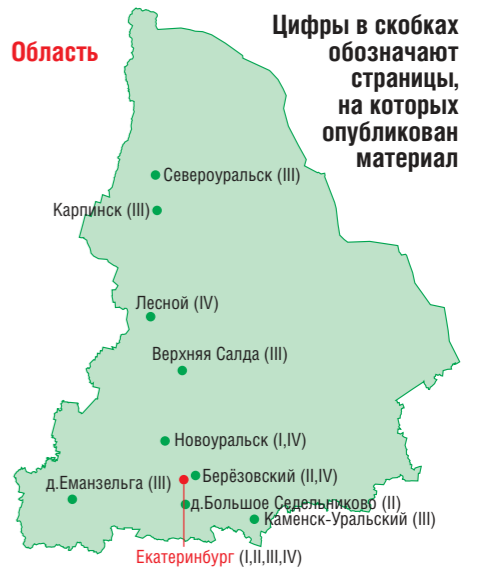 Область
Цифры в скобках
обозначают
страницы,
на которых
опубликован
материал
Североуральск (III)
Карпинск (III)
Лесной (IV)
Верхняя Салда (III)
Новоуральск (I,IV)
Берёзовский (II,IV)
д.Еманзельга (III)
д.Большое Седельниково (II)
Каменск-Уральский (III)
Екатеринбург (I,II,III,IV)